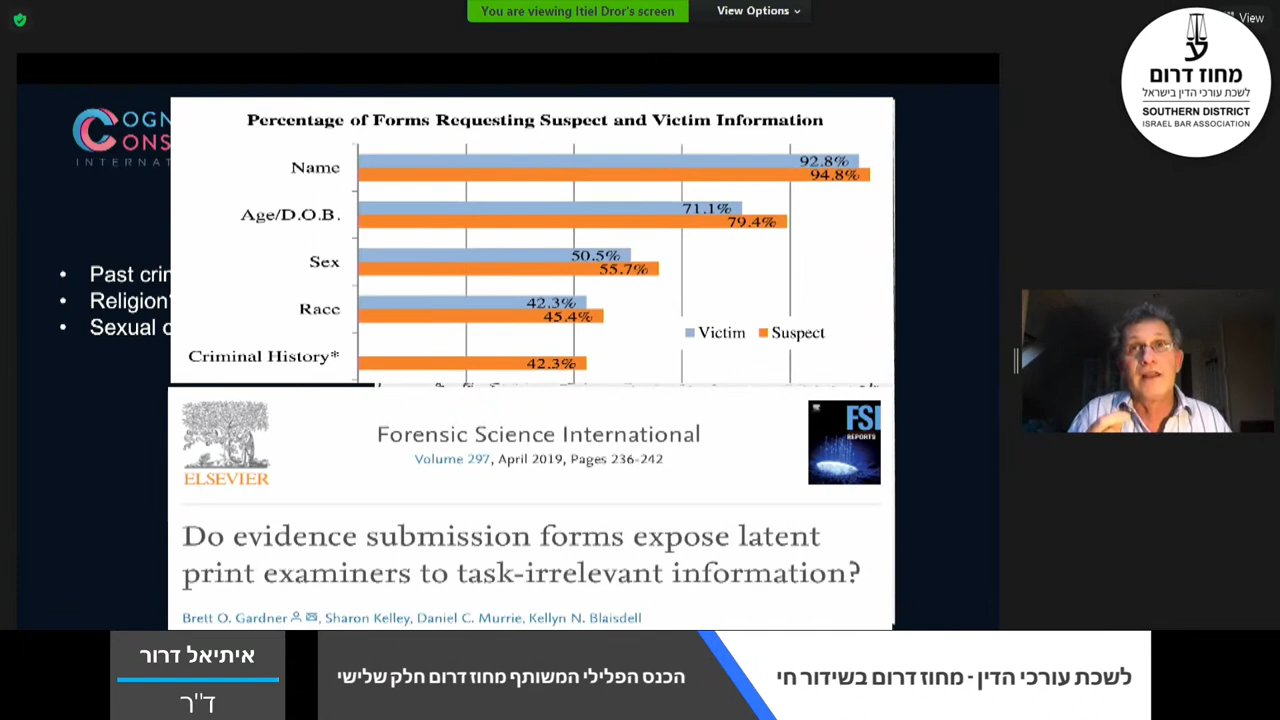 You are viewing Itiel Dror's screen
View Options
View
מחוז דרום
לשכת עורכי הדין בישראל
SOUTHERN DISTRICT
ISRAEL BAR ASSOCIATION
OGN
ONS
INTERNAT
Past crim
Religion
Sexual o
Percentage of Forms Requesting Suspect and Victim Information
Name
92.8%
94.8%
Age/D.O.B.
71.1%
79.4%
Sex
50.5%
55.7%
Race
42.3%
45.4%
Victim
Suspect
Criminal History*
42.3%
ELSEVIER
Forensic Science International
Volume 297, April 2019, Pages 236-242
FSI
REPORTS
Do evidence submission forms expose latent
print examiners to task-irrelevant information?
Brett O. Gardner, Sharon Kelley, Daniel C. Murrie, Kellyn N. Blaisdell
איתיאל דרור
ד"ר
הכנס הפלילי המשותף מחוז דרום חלק שלישי
לשכת עורכי הדין - מחוז דרום בשידור חי